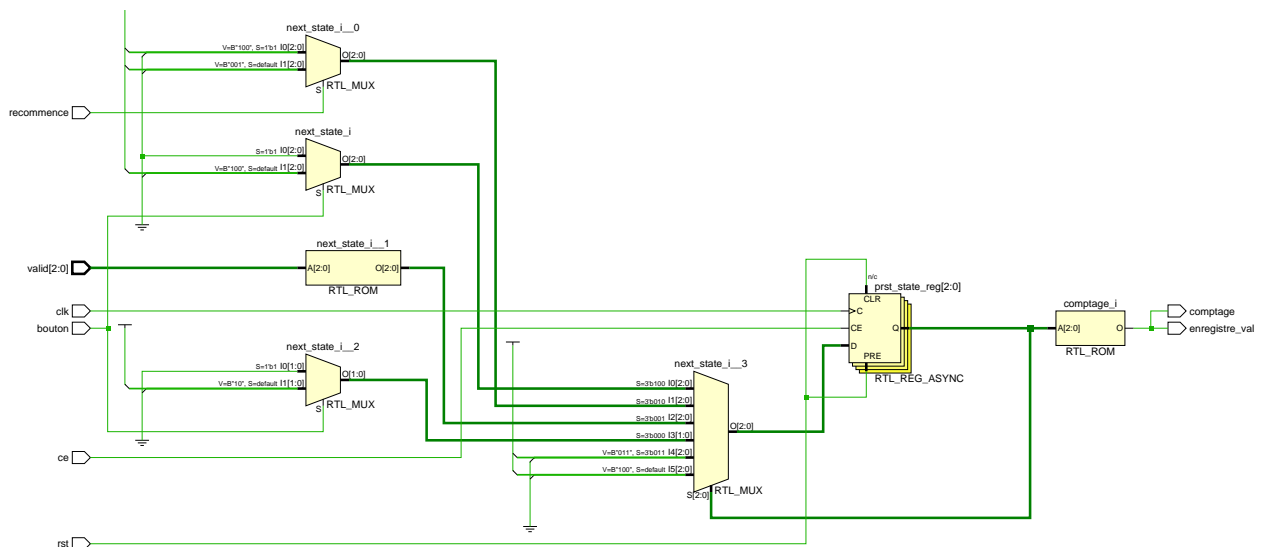 next_state_i__0
V=B"100", S=1'b1 I0[2:0]
V=B"001", S=default I1[2:0]
O[2:0]
S
RTL_MUX
recommence
next_state_i
S=1'b1 I0[2:0]
V=B"100", S=default I1[2:0]
O[2:0]
S
RTL_MUX
next_state_i__1
valid[2:0]
A[2:0]
O[2:0]
RTL_ROM
clk
bouton
next_state_i__2
S=1'b1 I0[1:0]
V=B"10", S=default I1[1:0]
O[1:0]
S
RTL_MUX
ce
rst
next_state_i__3
S=3'b100 I0[2:0]
S=3'b010 I1[2:0]
S=3'b001 I2[2:0]
S=3'b000 I3[1:0]
V=B"011", S=3'b011 I4[2:0]
V=B"100", S=default I5[2:0]
O[2:0]
S[2:0]
RTL_MUX
n/c
prst_state_reg[2:0]
CLR
C
CE
Q
D
PRE
RTL_REG_ASYNC
comptage_i
A[2:0]
O
RTL_ROM
comptage
enregistre_val